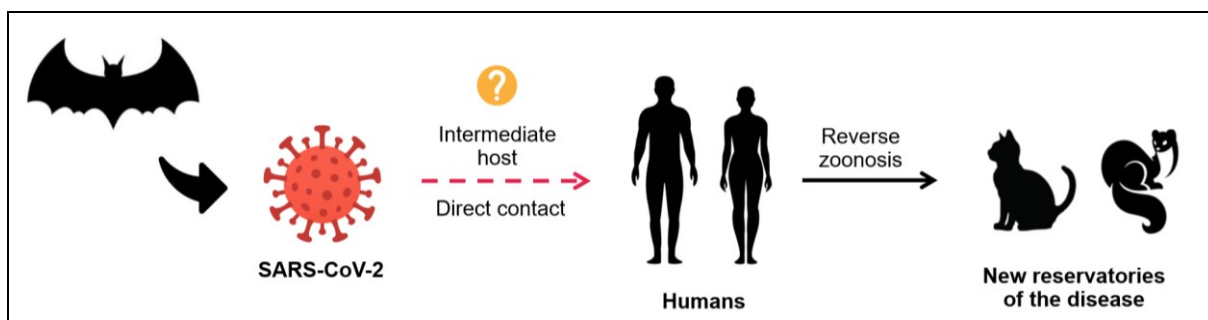 ?
Intermediate
host
Direct contact
SARS-CoV-2
Humans
Reverse
zoonosis
New reservatories
of the disease